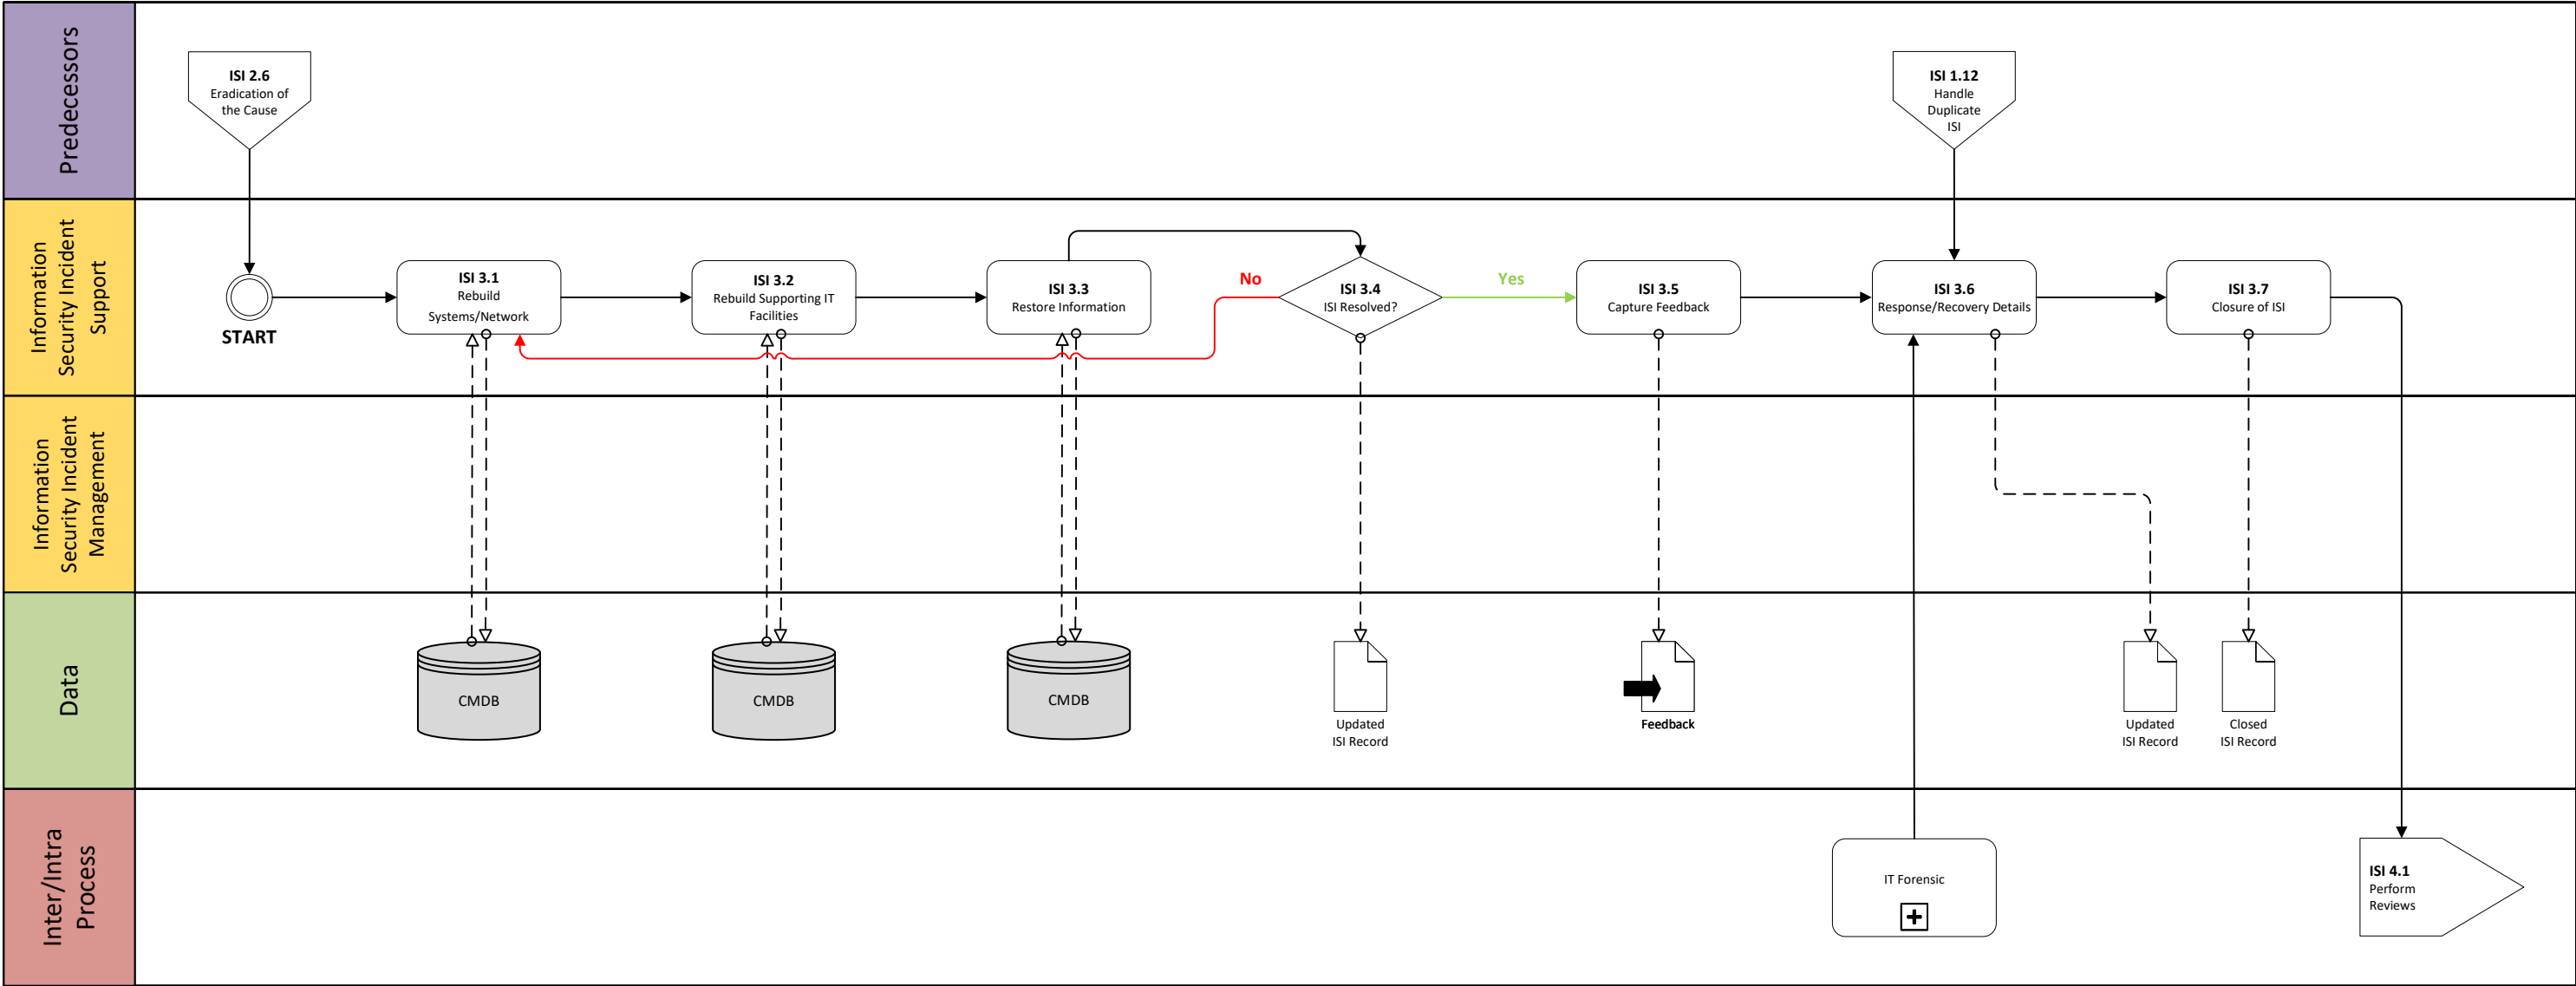 Predecessors
ISI 2.6
Eradication of
the Cause
ISI 1.12
Handle
Duplicate
ISI
Information
Security Incident
Support
START
ISI 3.1
Rebuild
Systems/Network
ISI 3.2
Rebuild Supporting IT
Facilities
ISI 3.3
Restore Information
No
ISI 3.4
ISI Resolved?
Yes
ISI 3.5
Capture Feedback
ISI 3.6
Response/Recovery Details
ISI 3.7
Closure of ISI
Information
Security Incident
Management
Data
CMDB
CMDB
CMDB
Updated
ISI Record
Feedback
Updated
ISI Record
Closed
ISI Record
Inter/Intra
Process
IT Forensic
ISI 4.1
Perform
Reviews